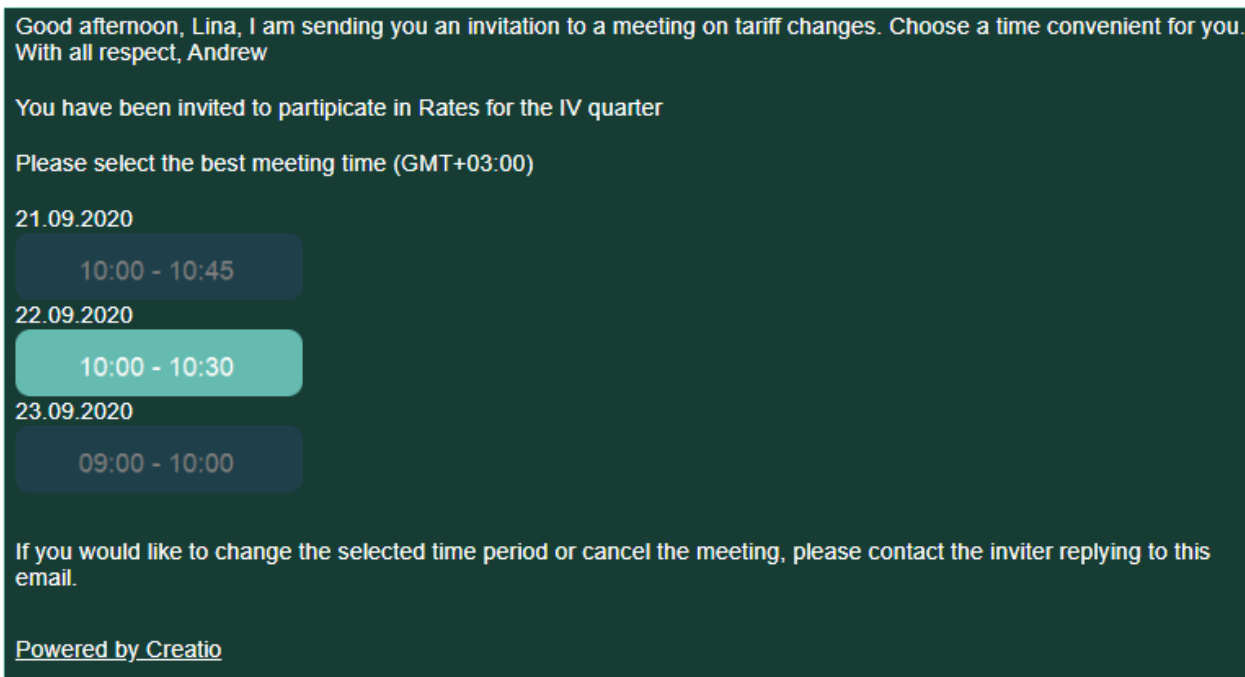 Good afternoon, Lina, I am sending you an invitation to a meeting on tariff changes. Choose a time convenient for you.
With all respect, Andrew
You have been invited to partipicate in Rates for the IV quarter
Please select the best meeting time (GMT+03:00)
21.09.2020
10:00 - 10:45
22.09.2020
10:00 - 10:30
23.09.2020
09:00 - 10:00
If you would like to change the selected time period or cancel the meeting, please contact the inviter replying to this
email.
Powered by Creatio